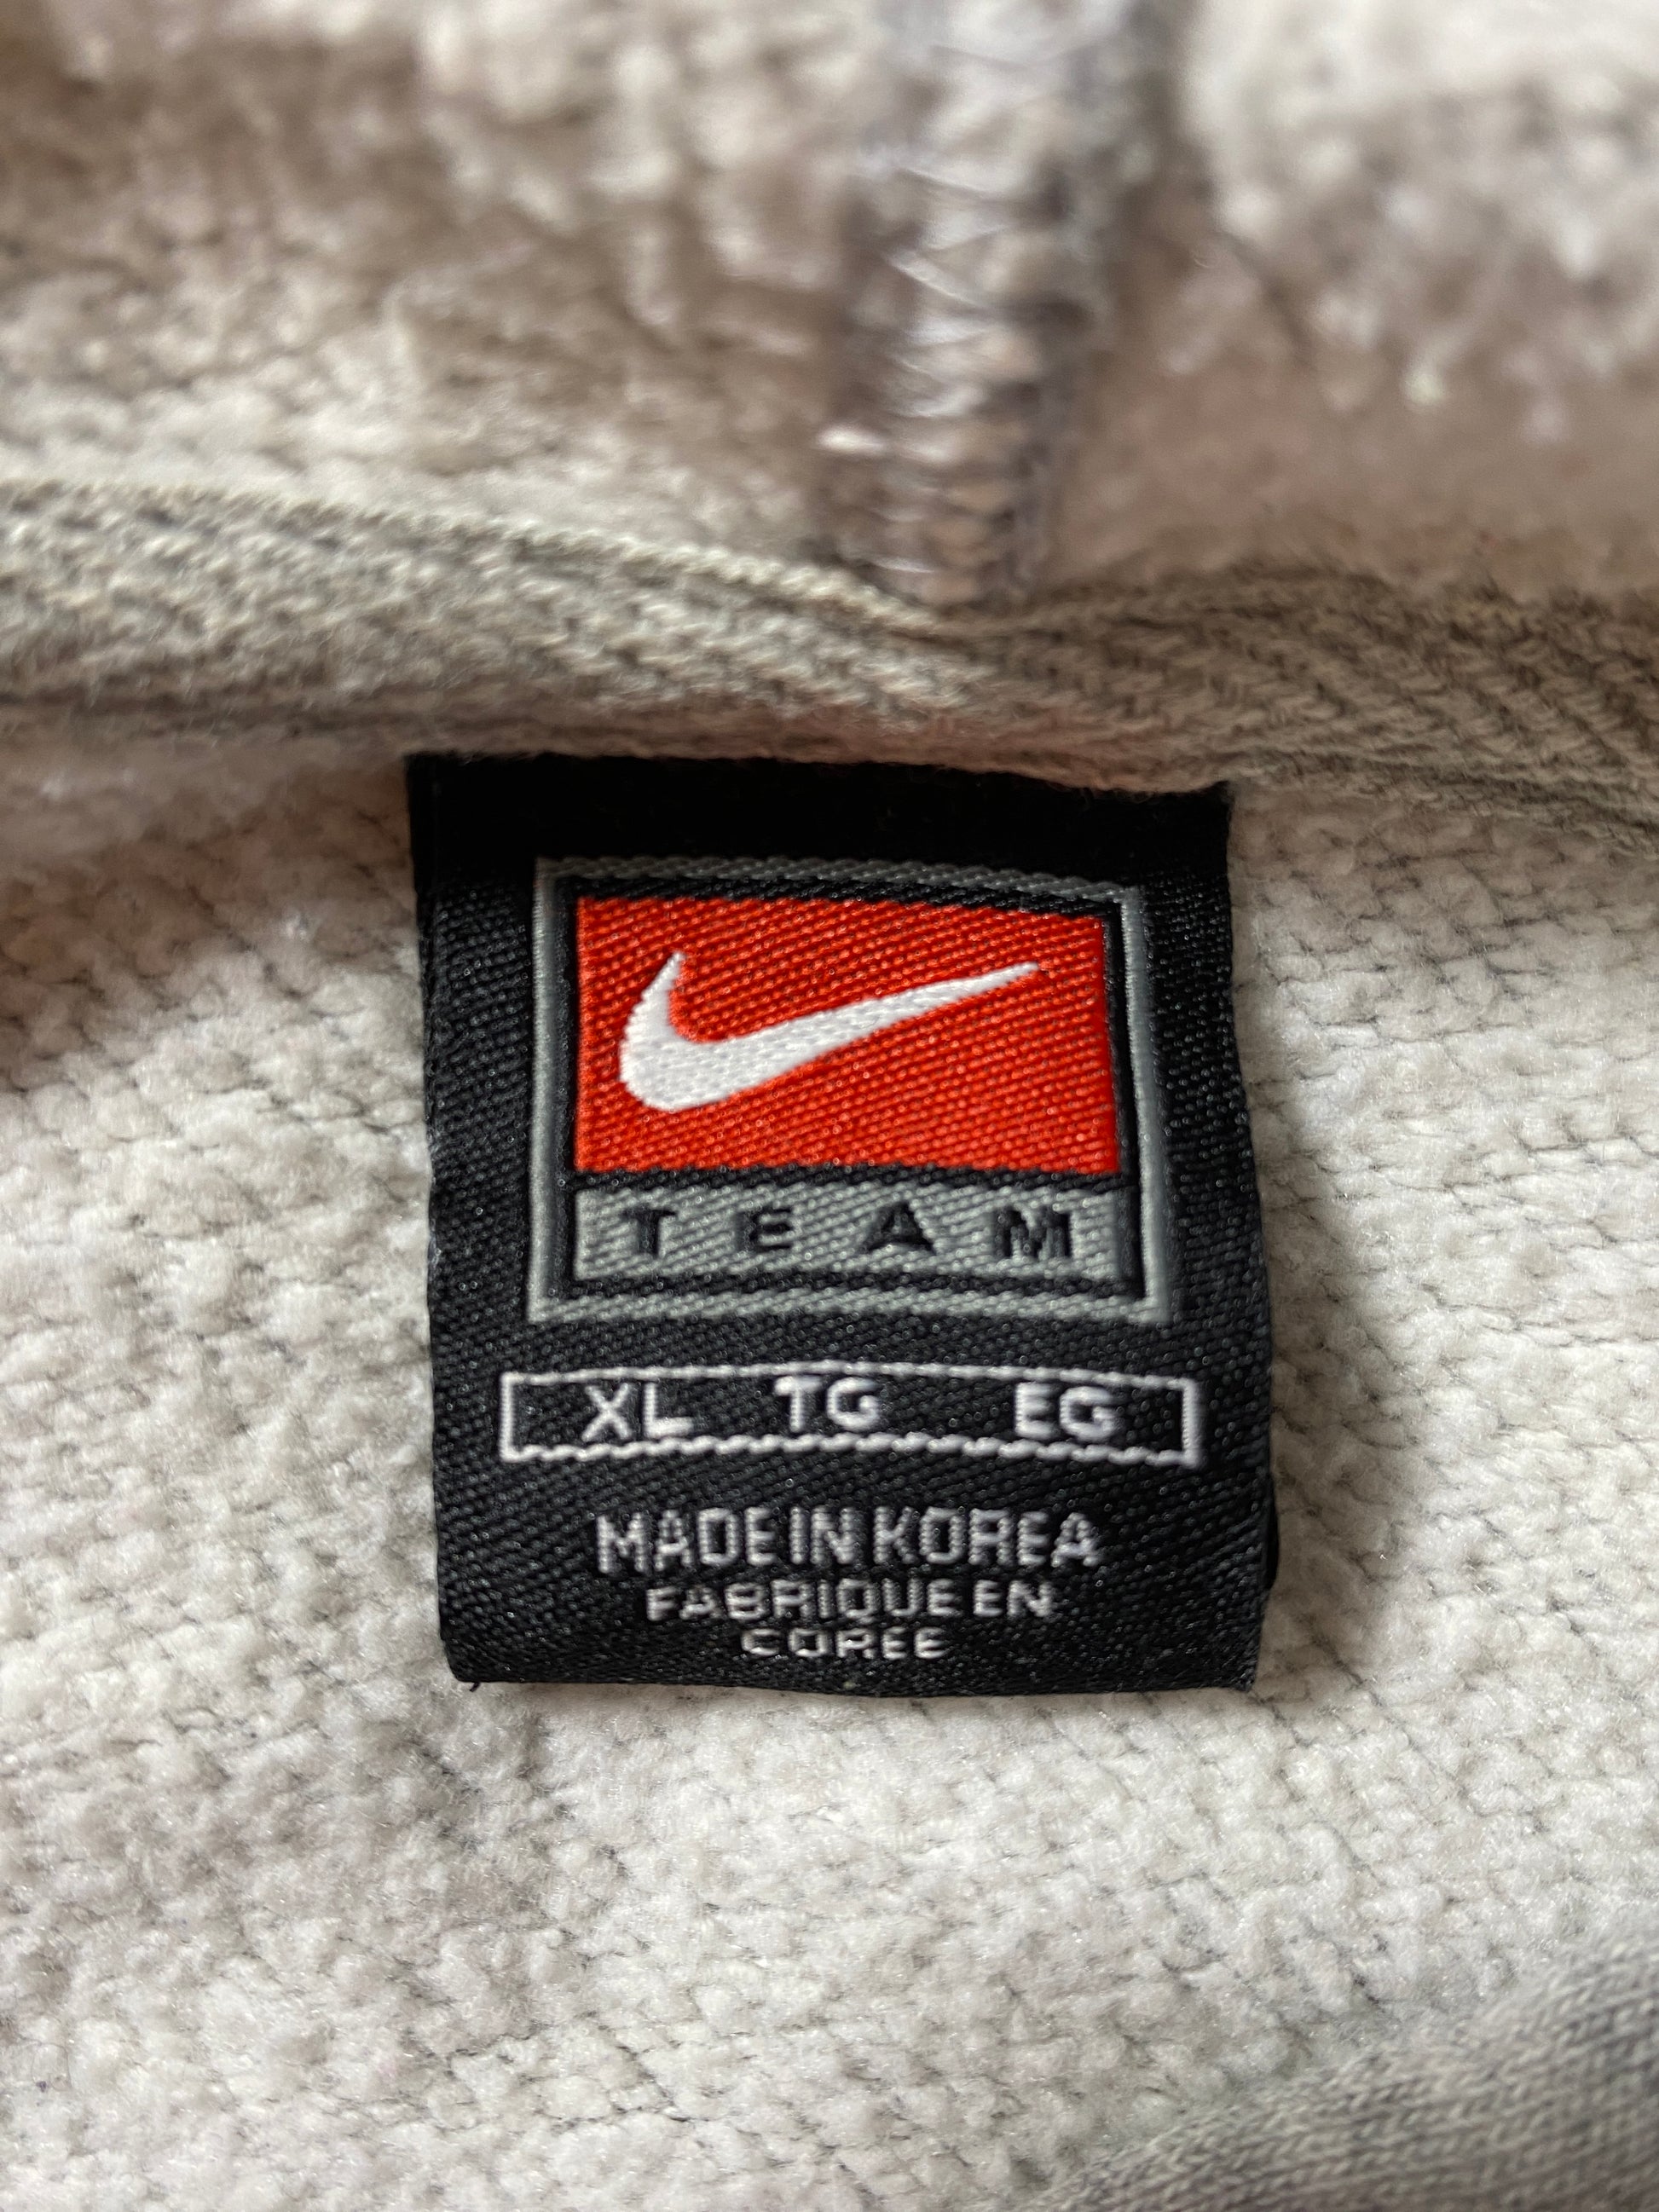 TEAM
XL TG EG
MADE IN KOREA
FABRIQUE EN
COREE